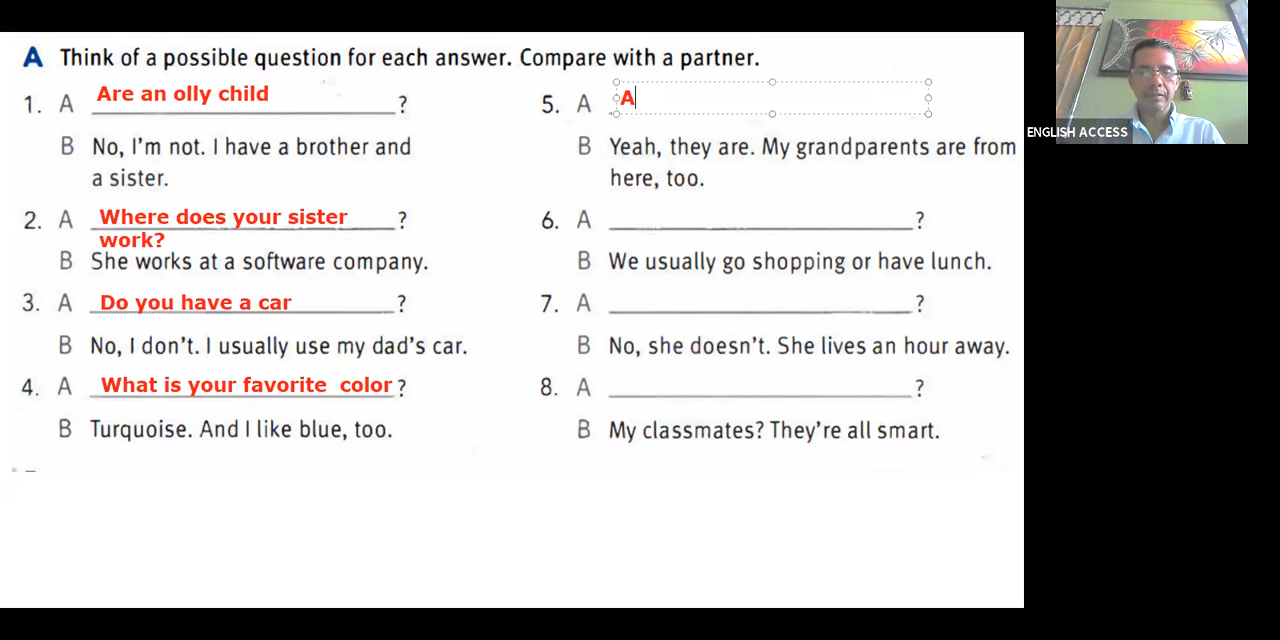 A Think of a possible question for each answer. Compare with a partner.
1. A Are an olly child ?
B No, I'm not. I have a brother and
a sister.
2. A Where does your sister ?
work?
B She works at a software company.
3. A Do you have a car ?
B No, I don't. I usually use my dad's car.
4. A What is your favorite color ?
B Turquoise. And I like blue, too.
5. A A
B Yeah, they are. My grandparents are from
here, too.
6. A ?
B We usually go shopping or have lunch.
7. A ?
B No, she doesn't. She lives an hour away.
8. A ?
B My classmates? They're all smart.
ENGLISH ACCESS